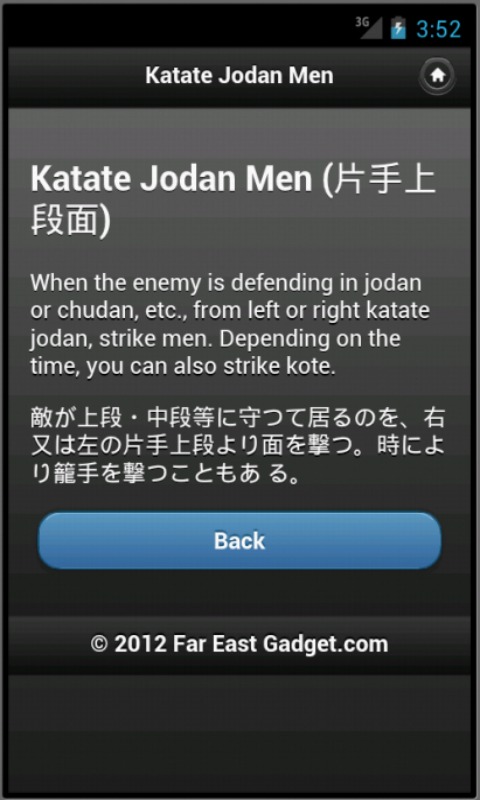 3G 3:52
Katate Jodan Men
Katate Jodan Men (片手上
段面)
When the enemy is defending in jodan
or chudan, etc., from left or right katate
jodan, strike men. Depending on the
time, you can also strike kote.
敵が上段・中段等に守つて居るのを、右
又は左の片手上段より面を撃つ。時によ
り籠手を撃つこともあ る。
Back
© 2012 Far East Gadget.com